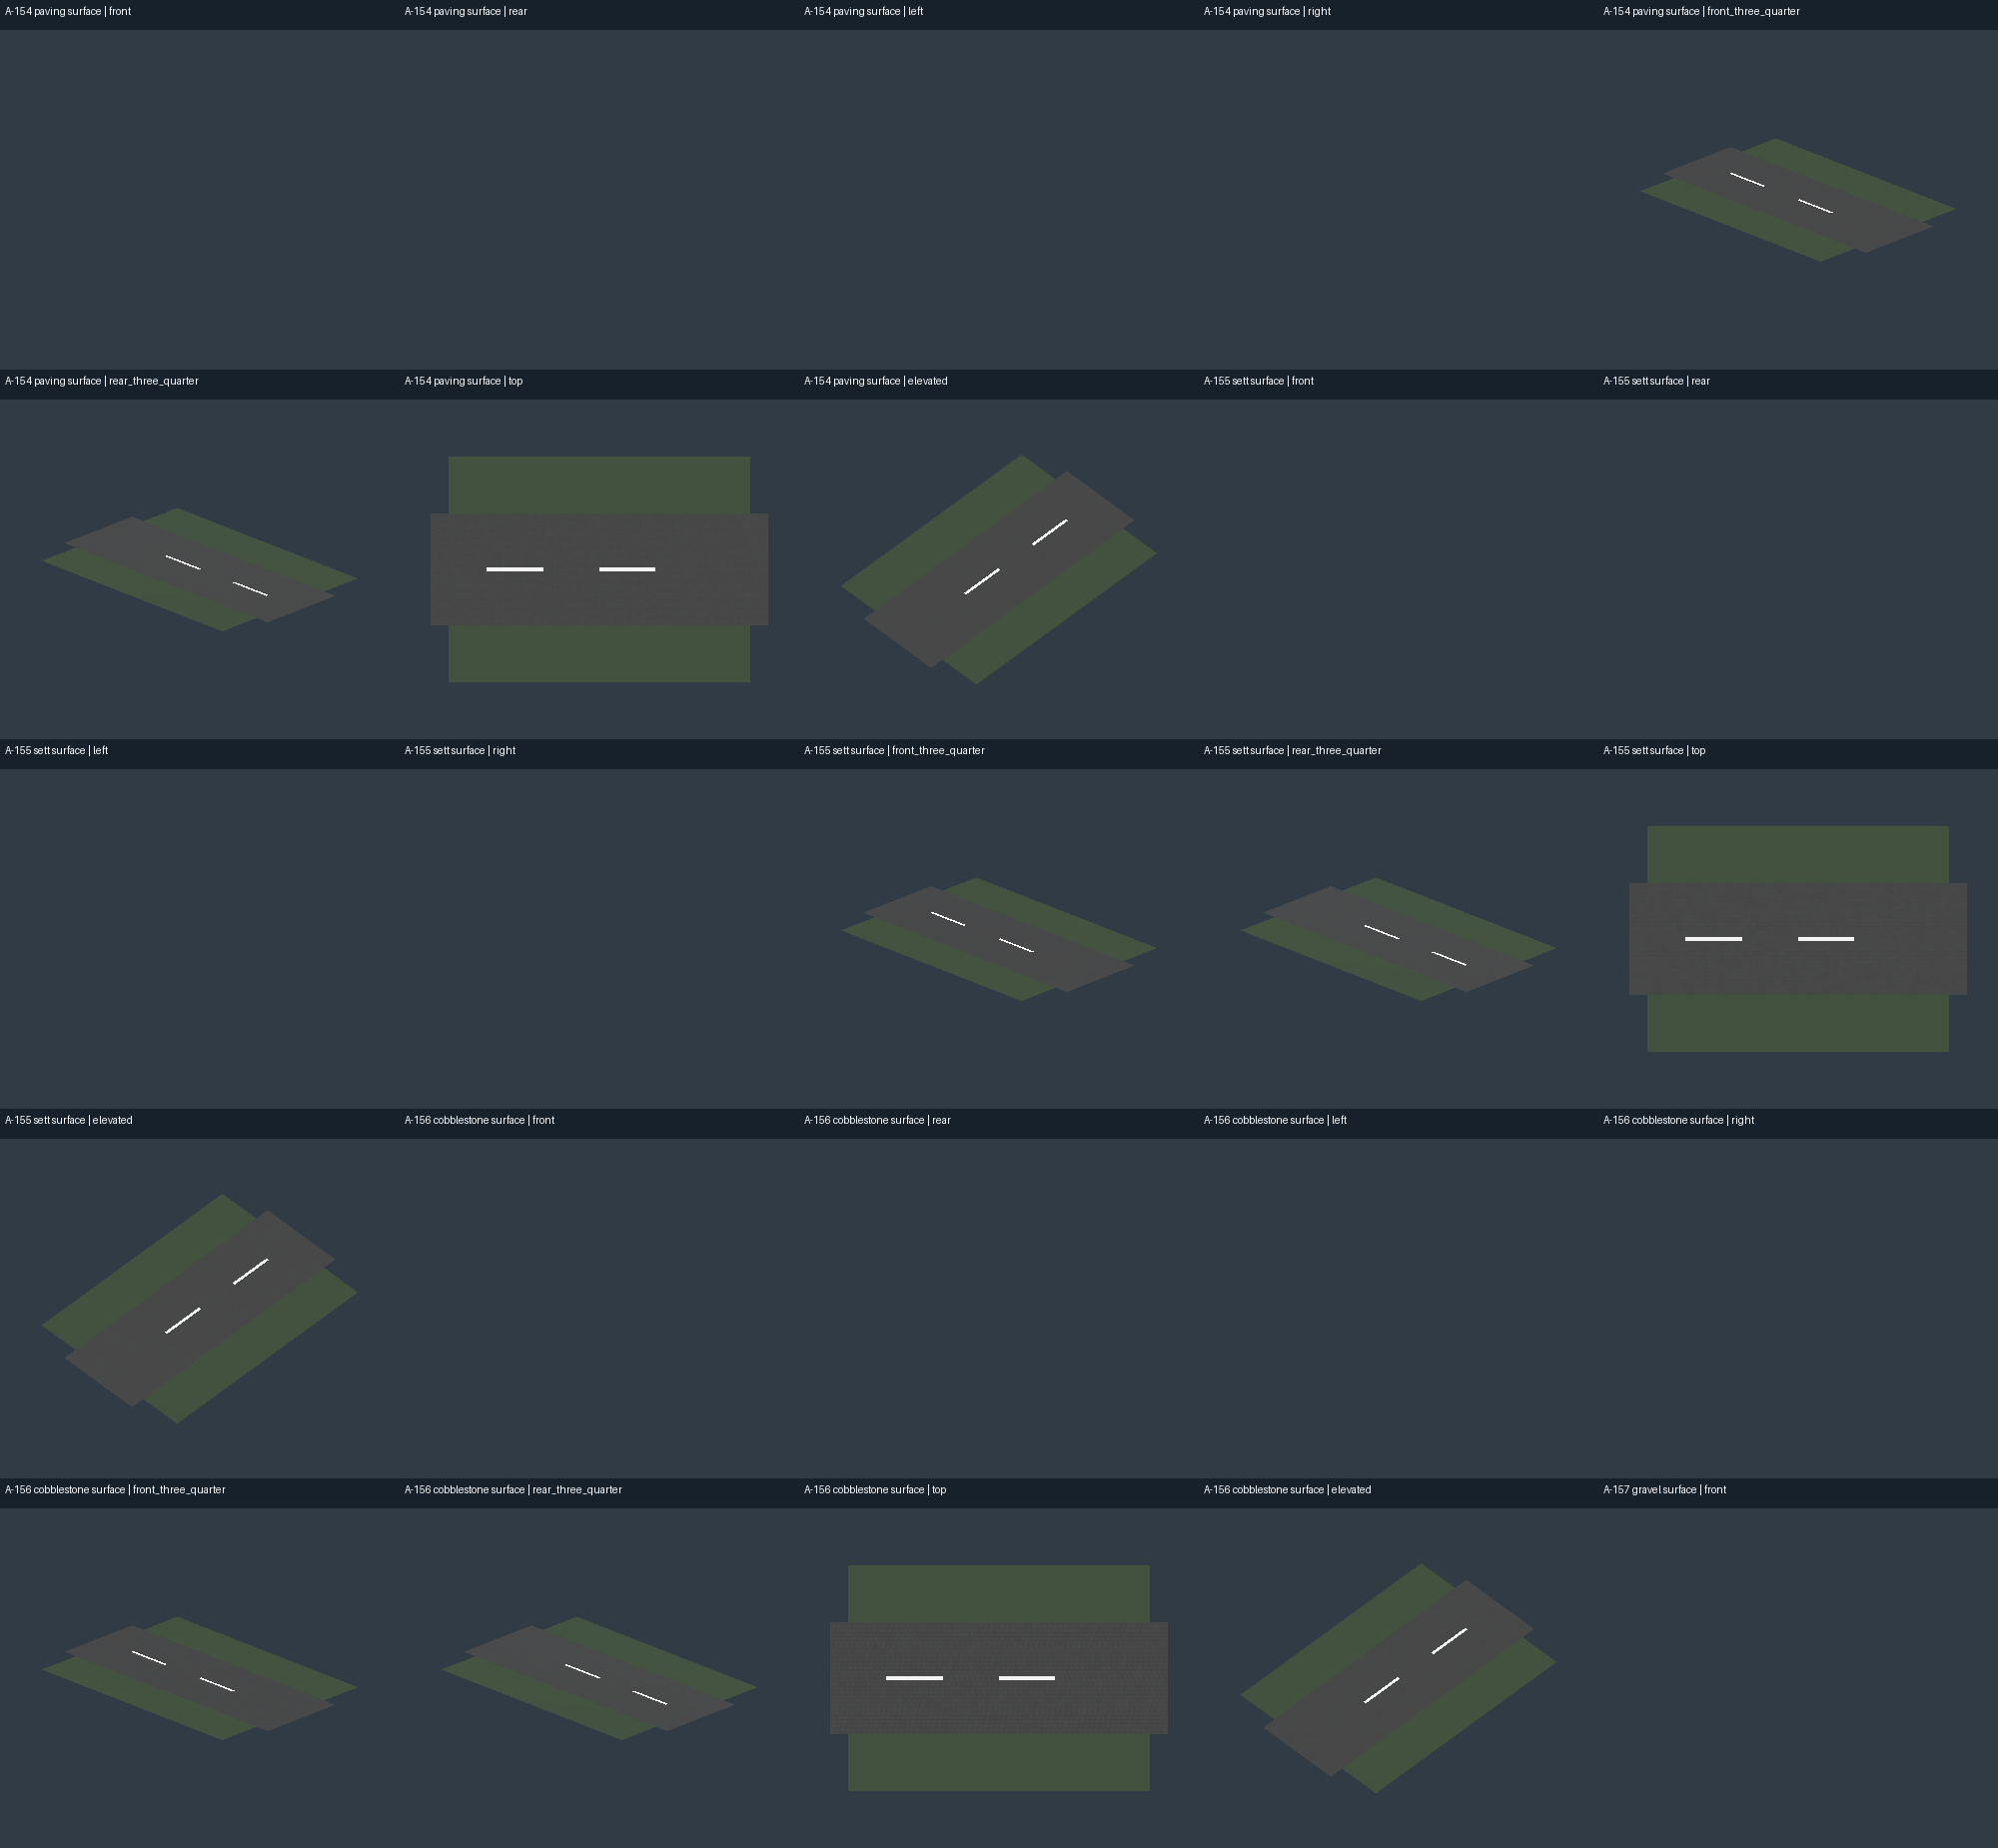 A-154 paving surface | front
A-154 paving surface | rear
A-154 paving surface | left
A-154 paving surface | right
A-154 paving surface | front_three_quarter
A-154 paving surface | rear_three_quarter
A-154 paving surface | top
A-154 paving surface | elevated
A-155 sett surface | front
A-155 sett surface | rear
A-155 sett surface | left
A-155 sett surface | right
A-155 sett surface | front_three_quarter
A-155 sett surface | rear_three_quarter
A-155 sett surface | top
A-155 sett surface | elevated
A-156 cobblestone surface | front
A-156 cobblestone surface | rear
A-156 cobblestone surface | left
A-156 cobblestone surface | right
A-156 cobblestone surface | front_three_quarter
A-156 cobblestone surface | rear_three_quarter
A-156 cobblestone surface | top
A-156 cobblestone surface | elevated
A-157 gravel surface | front